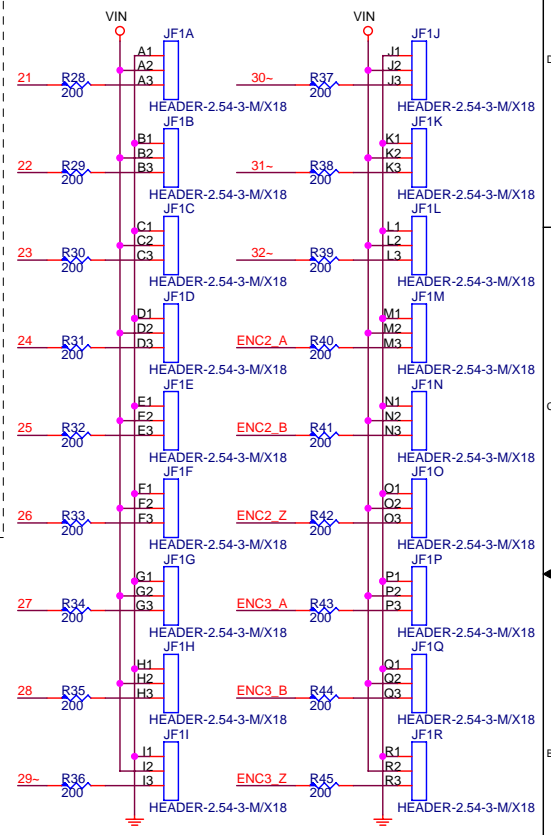 VIN
JF1A
A1
A2
21
R28
200
A3
HEADER-2.54-3-M/X18
JF1B
B1
B2
22
R29
200
B3
HEADER-2.54-3-M/X18
JF1C
C1
C2
23
R30
200
C3
HEADER-2.54-3-M/X18
JF1D
D1
D2
24
R31
200
D3
HEADER-2.54-3-M/X18
JF1E
E1
E2
25
R32
200
E3
HEADER-2.54-3-M/X18
JF1F
F1
F2
26
R33
200
F3
HEADER-2.54-3-M/X18
JF1G
G1
G2
27
R34
200
G3
HEADER-2.54-3-M/X18
JF1H
H1
H2
28
R35
200
H3
HEADER-2.54-3-M/X18
JF1I
I1
I2
29~
R36
200
I3
HEADER-2.54-3-M/X18
VIN
JF1J
J1
J2
30~
R37
200
J3
HEADER-2.54-3-M/X18
JF1K
K1
K2
31~
R38
200
K3
HEADER-2.54-3-M/X18
JF1L
L1
L2
32~
R39
200
L3
HEADER-2.54-3-M/X18
JF1M
M1
M2
ENC2_A
R40
200
M3
HEADER-2.54-3-M/X18
JF1N
N1
N2
ENC2_B
R41
200
N3
HEADER-2.54-3-M/X18
JF1O
O1
O2
ENC2_Z
R42
200
O3
HEADER-2.54-3-M/X18
JF1P
P1
P2
ENC3_A
R43
200
P3
HEADER-2.54-3-M/X18
JF1Q
Q1
Q2
ENC3_B
R44
200
Q3
HEADER-2.54-3-M/X18
JF1R
R1
R2
ENC3_Z
R45
200
R3
HEADER-2.54-3-M/X18